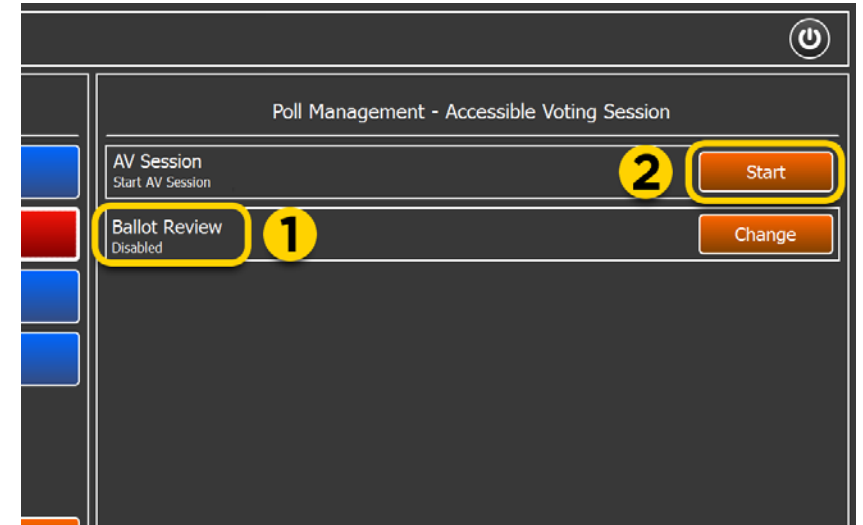 Poll Management - Accessible Voting Session
AV Session
Start AV Session
2
Start
Ballot Review
Disabled
1
Change